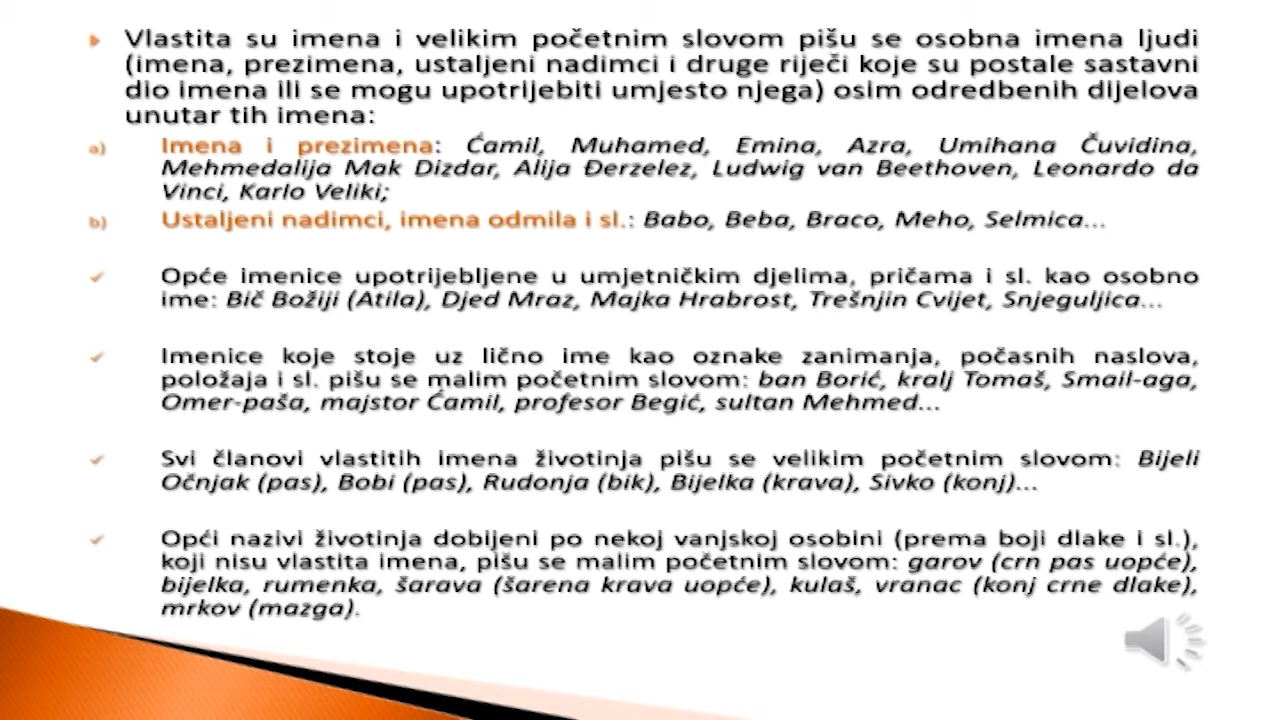 Vlastita su imena i velikim početnim slovom pišu se osobna imena ljudi
(imena, prezimena, ustaljeni nadimci i druge riječi koje su postale sastavni
dio imena ili se mogu upotrijebiti umjesto njega) osim odredbenih dijelova
unutar tih imena:
a) Imena i prezimena: Ćamil, Muhamed, Emina, Azra, Umihana Čuvidina,
Mehmedalija Mak Dizdar, Alija Đerzelez, Ludwig van Beethoven, Leonardo da
Vinci, Karlo Veliki;
b) Ustaljeni nadimci, imena odmila i sl.: Babo, Beba, Braco, Meho, Selmica...
Opće imenice upotrijebljene u umjetničkim djelima, pričama i sl. kao osobno
ime: Bič Božiji (Atila), Djed Mraz, Majka Hrabrost, Trešnjin Cvijet, Snjeguljica...
Imenice koje stoje uz lično ime kao oznake zanimanja, počasnih naslova,
položaja i sl. pišu se malim početnim slovom: ban Borić, kralj Tomaš, Smail-aga,
Omer-paša, majstor Ćamil, profesor Begić, sultan Mehmed...
Svi članovi vlastitih imena životinja pišu se velikim početnim slovom: Bijeli
Očnjak (pas), Bobi (pas), Rudonja (bik), Bijelka (krava), Sivko (konj)...
Opći nazivi životinja dobijeni po nekoj vanjskoj osobini (prema boji dlake i sl.),
koji nisu vlastita imena, pišu se malim početnim slovom: garov (crn pas uopće),
bijelka, rumenka, šarava (šarena krava uopće), kulaš, vranac (konj crne dlake),
mrkov (mazga).